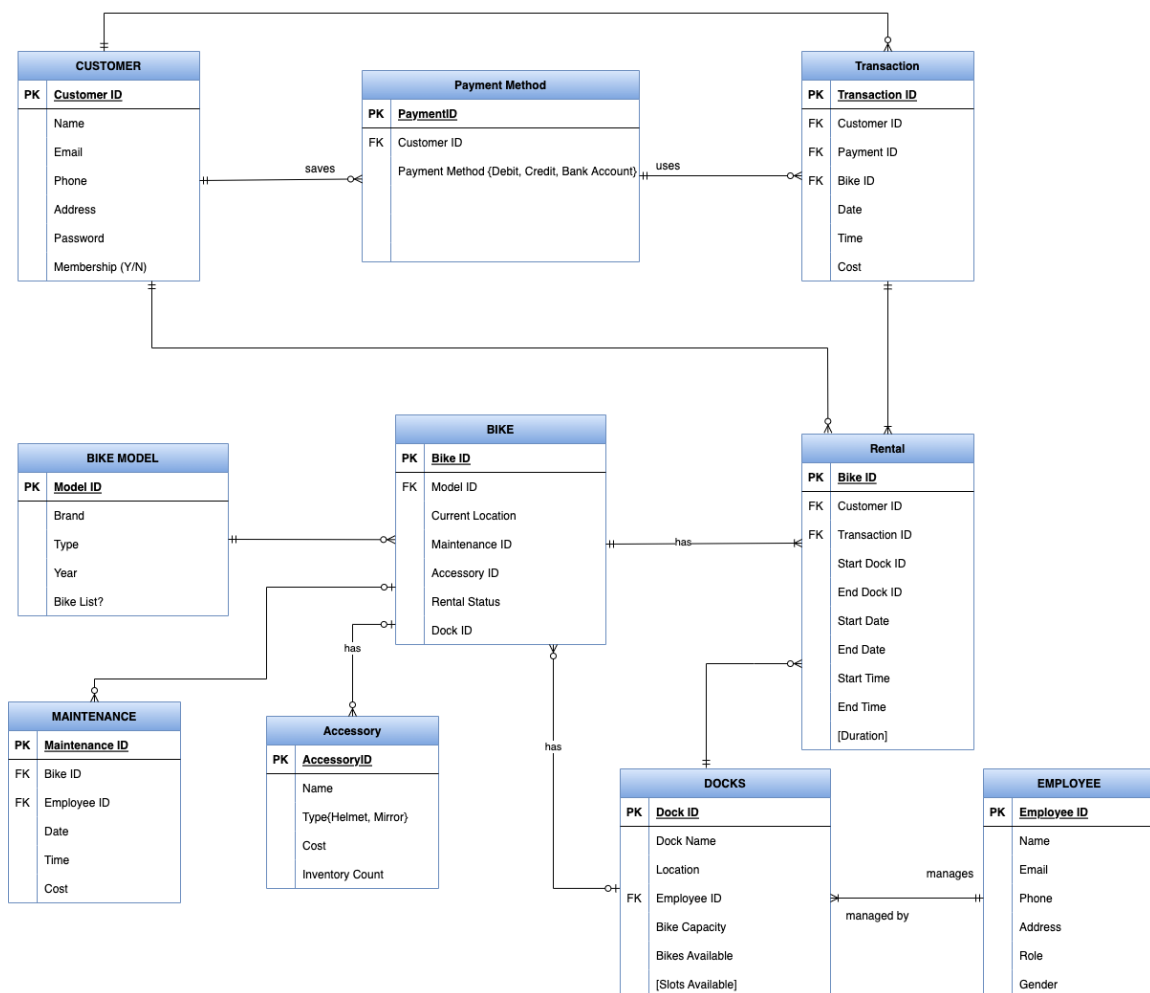 CUSTOMER
PK Customer ID
Name
Email
Phone
Address
Password
Membership (Y/N)
saves
Payment Method
PK PaymentID
FK Customer ID
Payment Method {Debit, Credit, Bank Account}
uses
Transaction
PK Transaction ID
FK Customer ID
FK Payment ID
FK Bike ID
Date
Time
Cost
BIKE MODEL
PK Model ID
Brand
Type
Year
Bike List?
BIKE
PK Bike ID
FK Model ID
Current Location
Maintenance ID
Accessory ID
Rental Status
Dock ID
has
Rental
PK Bike ID
FK Customer ID
FK Transaction ID
Start Dock ID
End Dock ID
Start Date
End Date
Start Time
End Time
[Duration]
has
has
MAINTENANCE
PK Maintenance ID
FK Bike ID
FK Employee ID
Date
Time
Cost
Accessory
PK AccessoryID
Name
Type{Helmet, Mirror}
Cost
Inventory Count
DOCKS
PK Dock ID
Dock Name
Location
FK Employee ID
Bike Capacity
Bikes Available
[Slots Available]
manages
managed by
EMPLOYEE
PK Employee ID
Name
Email
Phone
Address
Role
Gender